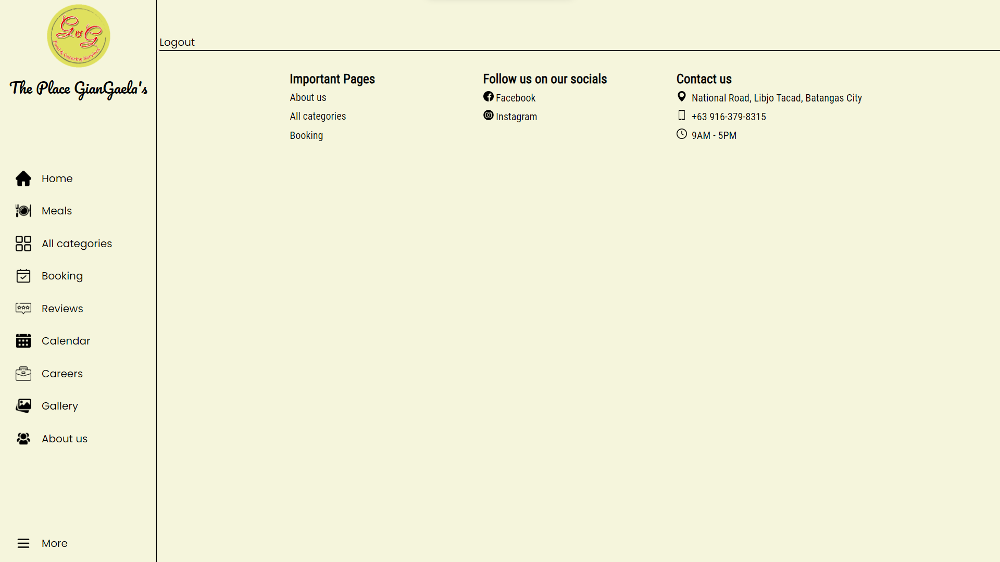 G&G
Food & Catering Services
The Place GianGaela's
Home
Meals
All categories
Booking
Reviews
Calendar
Careers
Gallery
About us
More
Logout
Important Pages
About us
All categories
Booking
Follow us on our socials
Facebook
Instagram
Contact us
National Road, Libjo Tacad, Batangas City
+63 916-379-8315
9AM - 5PM